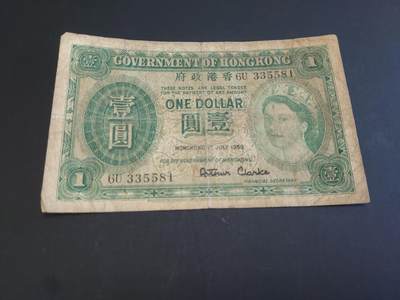 GOVERNMENT OF HONGKONG
壹 1
府政港香 6U 335581
THESE NOTES ARE LEGAL TENDER
FOR THE PAYMENT OF ANY AMOUNT
ONE DOLLAR
壹圓
圓壹
HONGKONG 1ST JULY 1959
FOR THE GOVERNMENT OF HONGKONG
1 6U 335581
Arthur Clarke
FINANCIAL SECRETARY